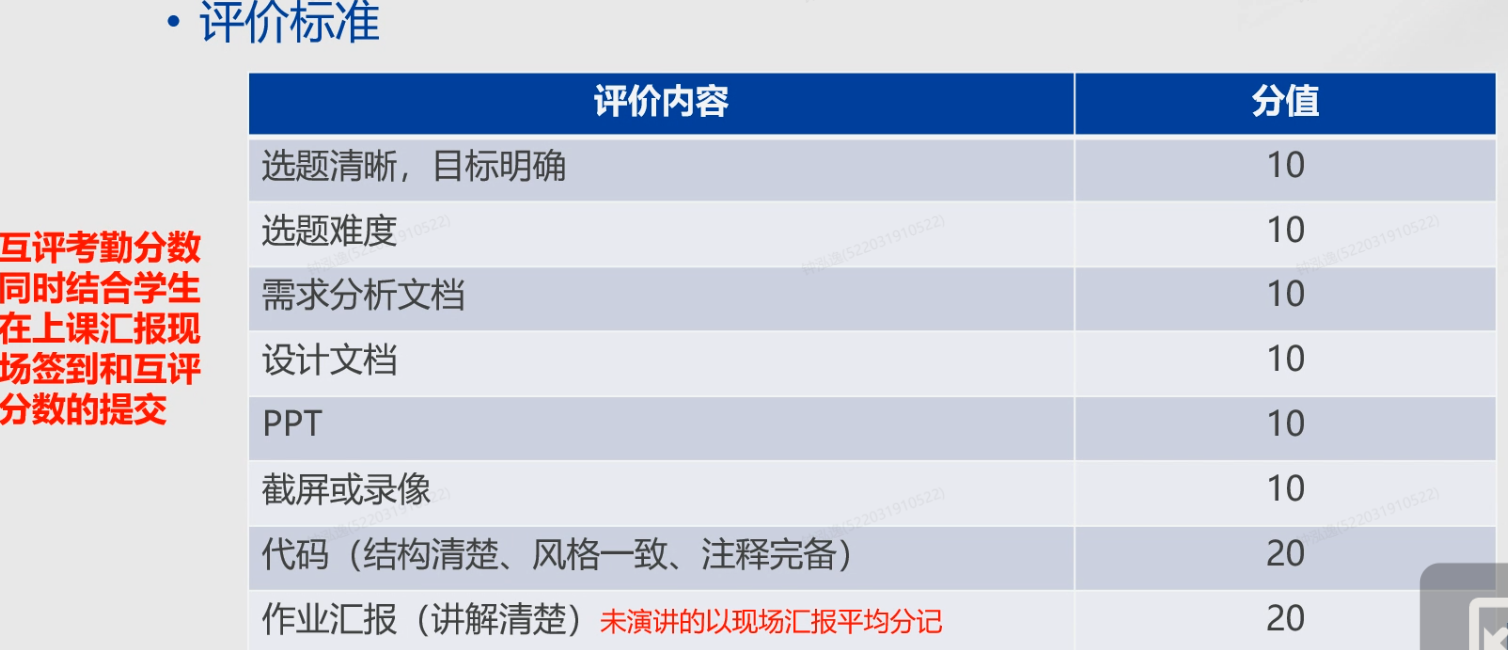 • 评价标准
评价内容 分值
选题清晰，目标明确 10
选题难度 10
需求分析文档 10
设计文档 10
PPT 10
截屏或录像 10
代码（结构清楚、风格一致、注释完备） 20
作业汇报（讲解清楚）未演讲的以现场汇报平均分记 20
互评考勤分数
同时结合学生
在上课汇报现
场签到和互评
分数的提交